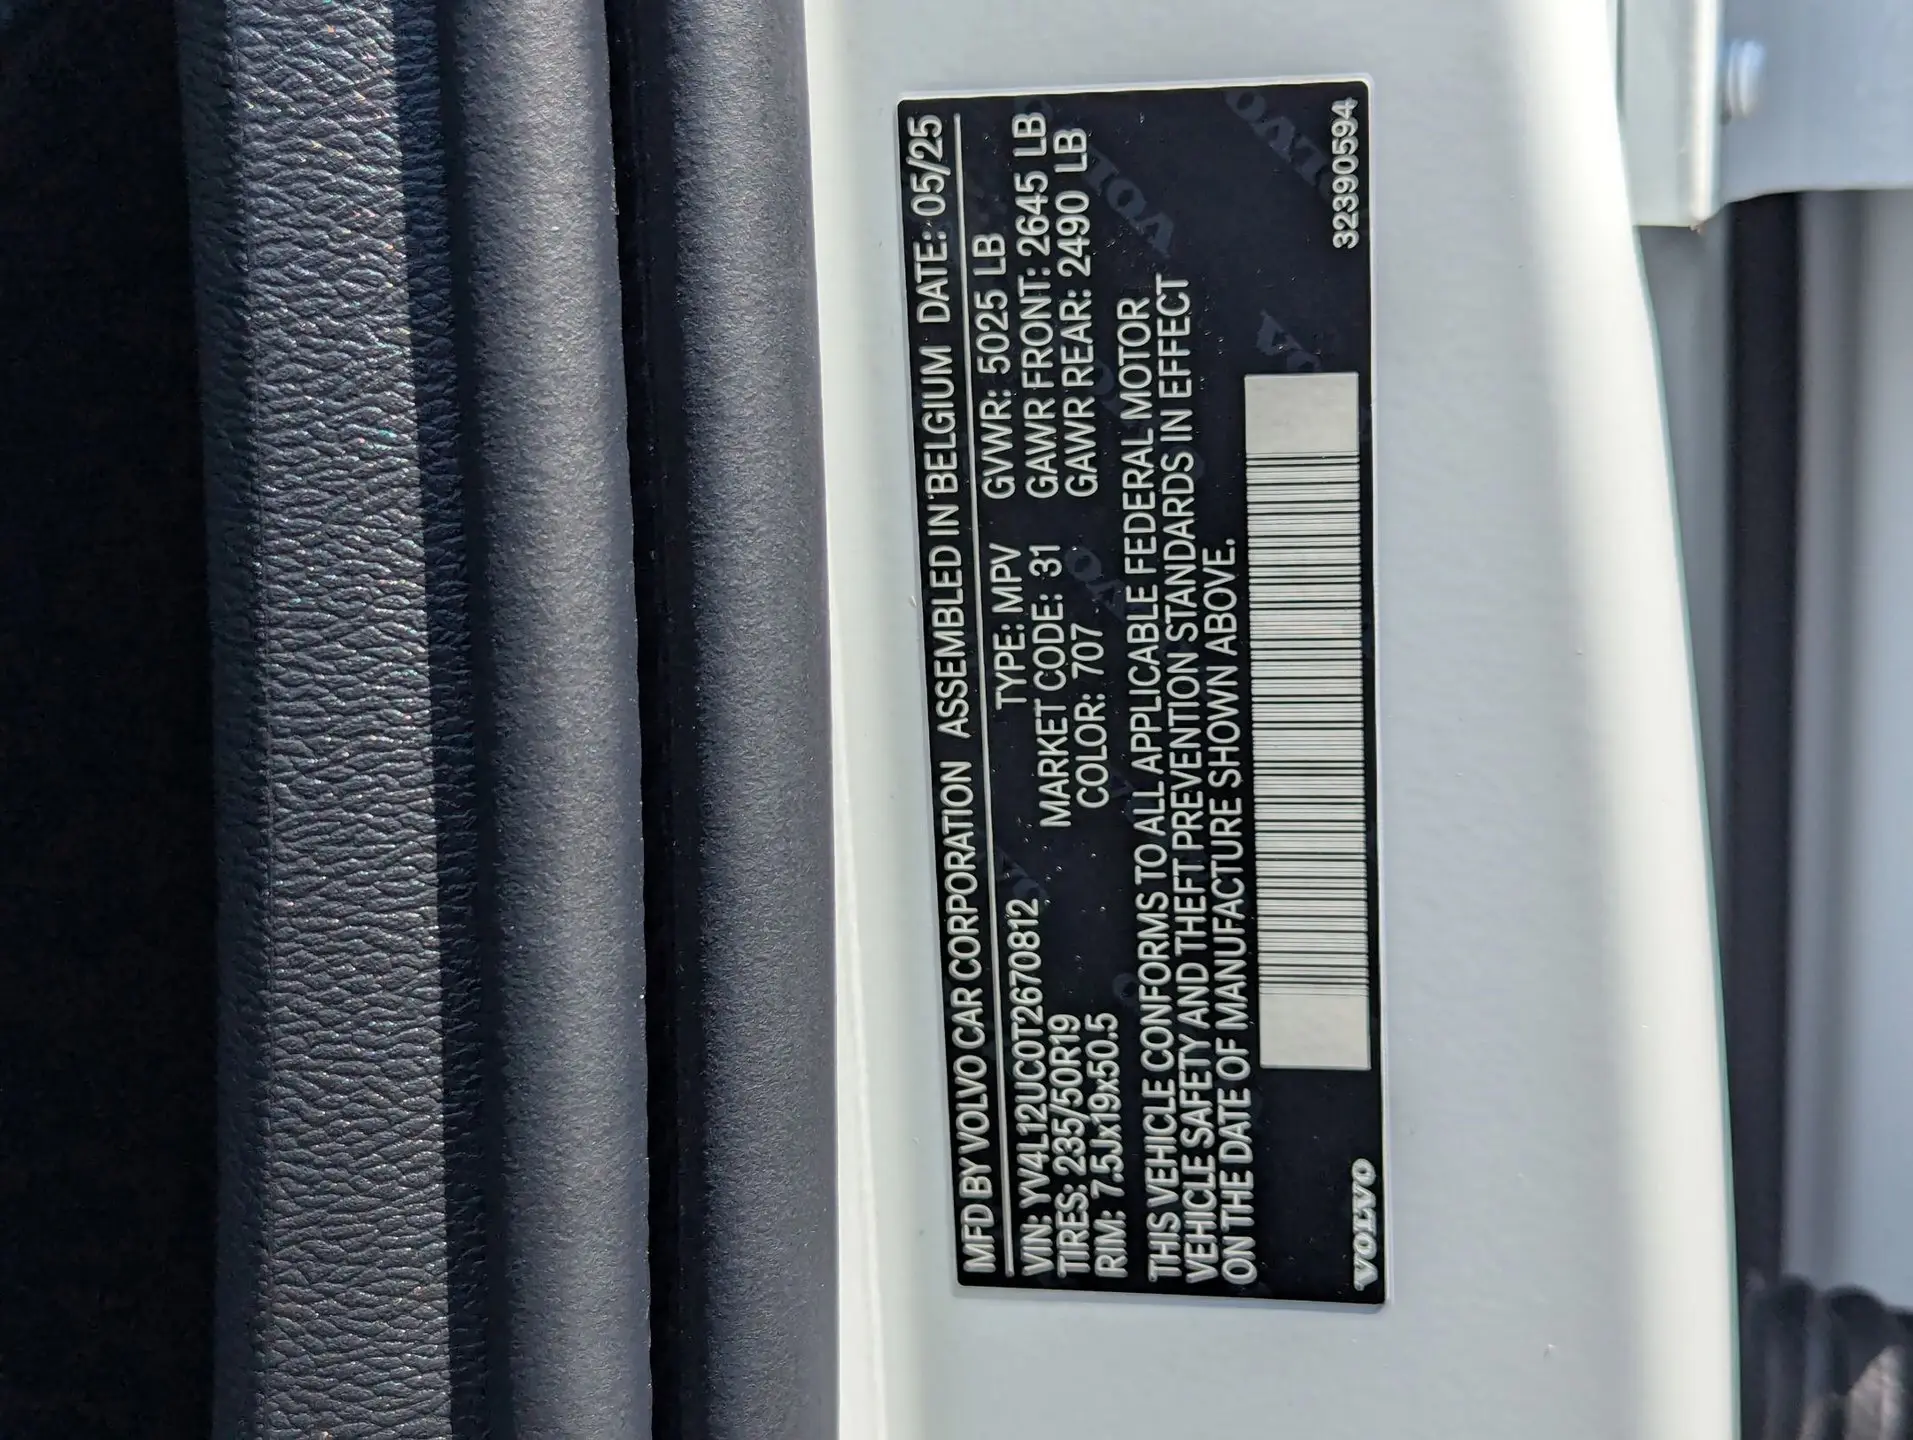 MFD BY VOLVO CAR CORPORATION ASSEMBLED IN BELGIUM DATE: 05/25
VIN: YV4L12UC0T2670812 TYPE: MPV GVWR: 5025 LB
TIRES: 235/50R19 MARKET CODE: 31 GAWR FRONT: 2645 LB
RIM: 7.5Jx19x50.5 COLOR: 707 GAWR REAR: 2490 LB
THIS VEHICLE CONFORMS TO ALL APPLICABLE FEDERAL MOTOR
VEHICLE SAFETY AND THEFT PREVENTION STANDARDS IN EFFECT
ON THE DATE OF MANUFACTURE SHOWN ABOVE.
VOLVO 32390594